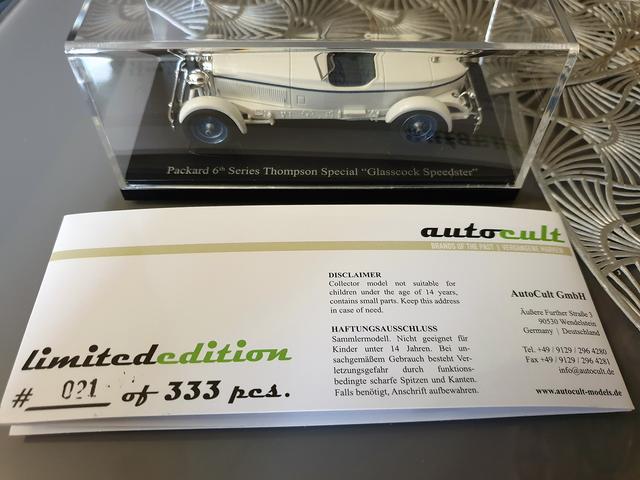 Packard 6th Series Thompson Special "Glasscock Speedster"
autocult
BRANDS OF THE PAST | VERGANGENE MARKEN
DISCLAIMER
Collector model not suitable for
children under the age of 14 years,
contains small parts. Keep this address
in case of need.
HAFTUNGSAUSSCHLUSS
Sammlermodell. Nicht geeignet für
Kinder unter 14 Jahren. Bei un-
sachgemäßem Gebrauch besteht Ver-
letzungsgefahr durch funktions-
bedingte scharfe Spitzen und Kanten.
Falls benötigt, Anschrift aufbewahren.
AutoCult GmbH
Äußere Further Straße 3
90530 Wendelstein
Germany | Deutschland
Tel. +49 / 9129 / 296 4280
Fax +49 / 9129 / 296 4281
info@autocult.de
www.autocult-models.de
limitededition
# 021 of 333 pcs.